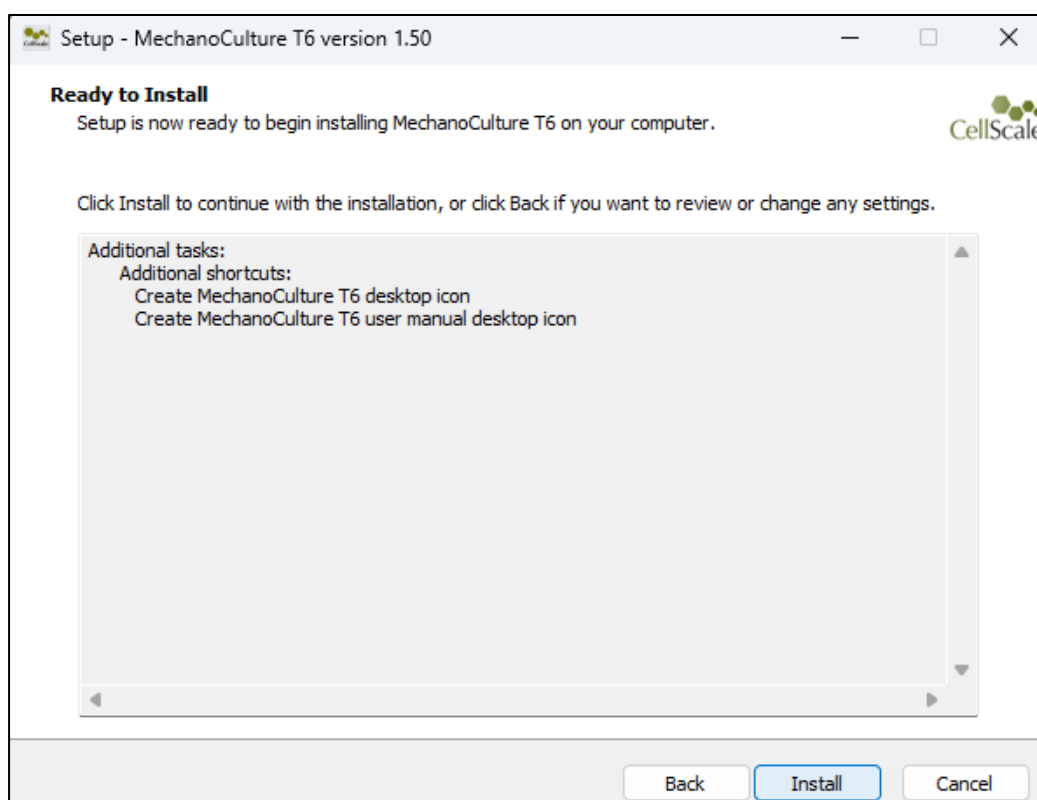 Setup - MechanoCulture T6 version 1.50
Ready to Install
Setup is now ready to begin installing MechanoCulture T6 on your computer.
CellScale
Click Install to continue with the installation, or click Back if you want to review or change any settings.
Additional tasks:
Additional shortcuts:
Create MechanoCulture T6 desktop icon
Create MechanoCulture T6 user manual desktop icon
Back Install Cancel